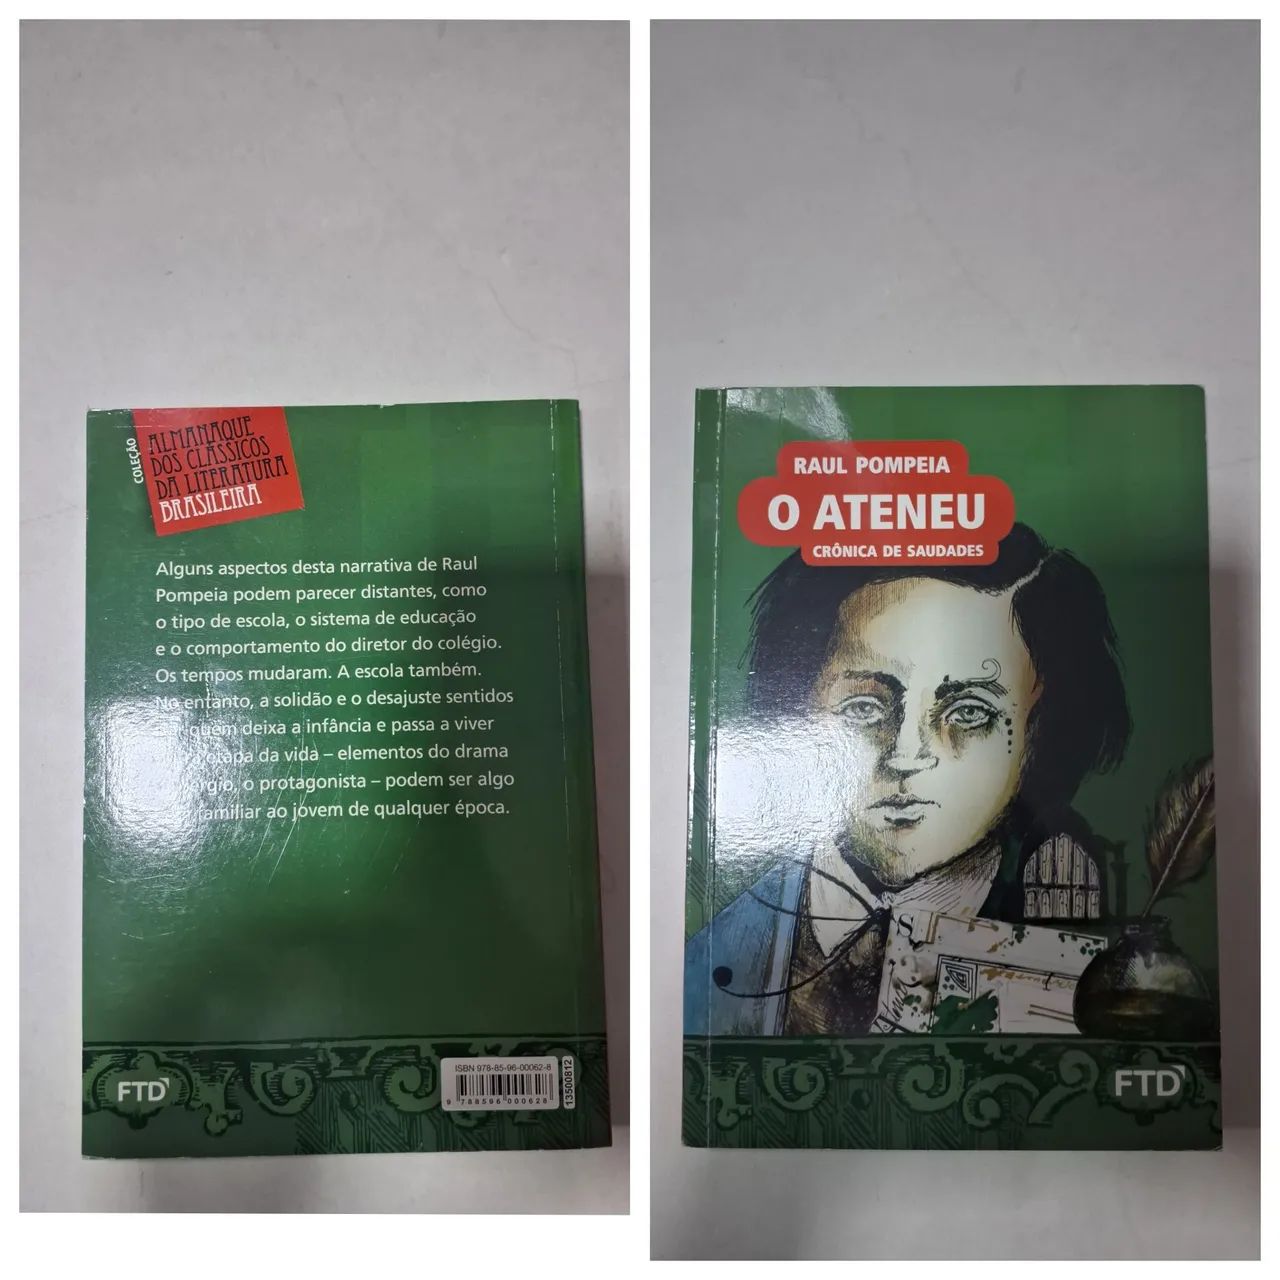 COLEÇÃO
ALMANAQUE
DOS CLÁSSICOS
DA LITERATURA
BRASILEIRA
Alguns aspectos desta narrativa de Raul
Pompeia podem parecer distantes, como
o tipo de escola, o sistema de educação
e o comportamento do diretor do colégio.
Os tempos mudaram. A escola também.
No entanto, a solidão e o desajuste sentidos
quem deixa a infância e passa a viver
etapa da vida – elementos do drama
o protagonista – podem ser algo
familiar ao jovem de qualquer época.
FTD
ISBN 978-85-96-00062-8
9 788596 000628
13500812
RAUL POMPEIA
O ATENEU
CRÔNICA DE SAUDADES
S
FTD